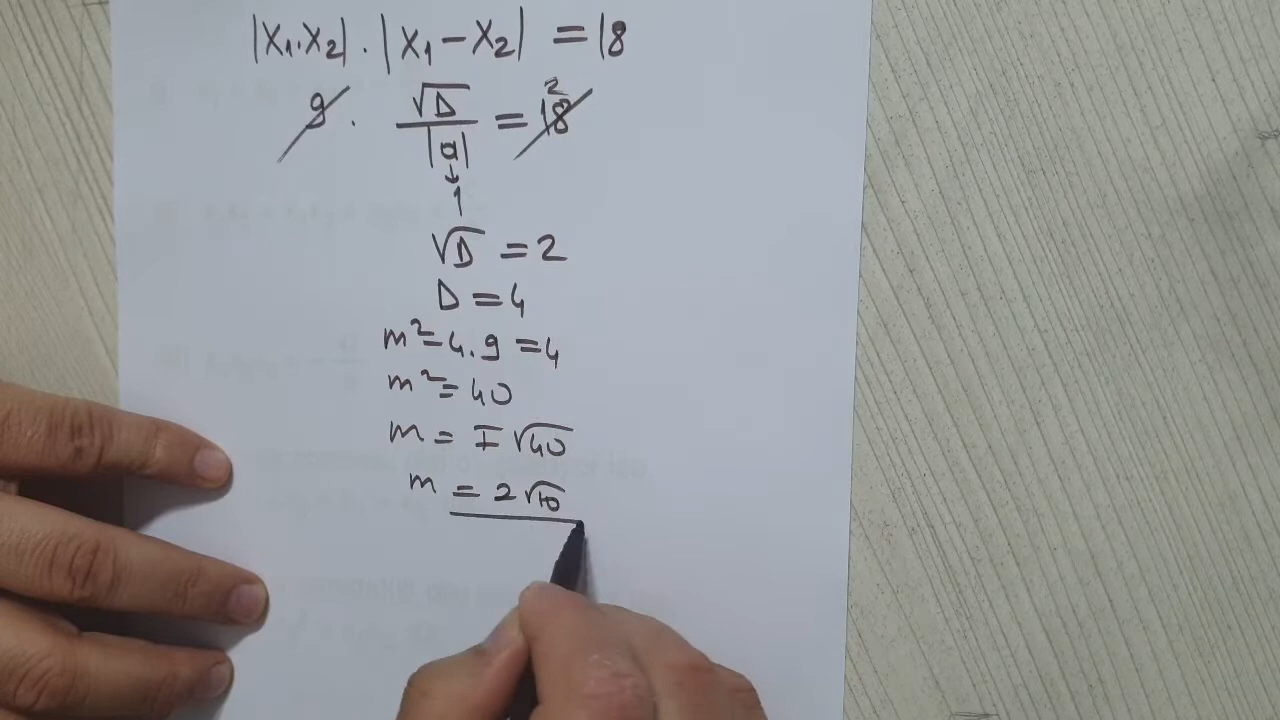 |x₁.x₂| . |x₁-x₂| = 18
9 . √D/|a| = 18 2
↓
1
√D = 2
D = 4
m²-4.9 = 4
m² = 40
m = ∓√40
m = 2√10